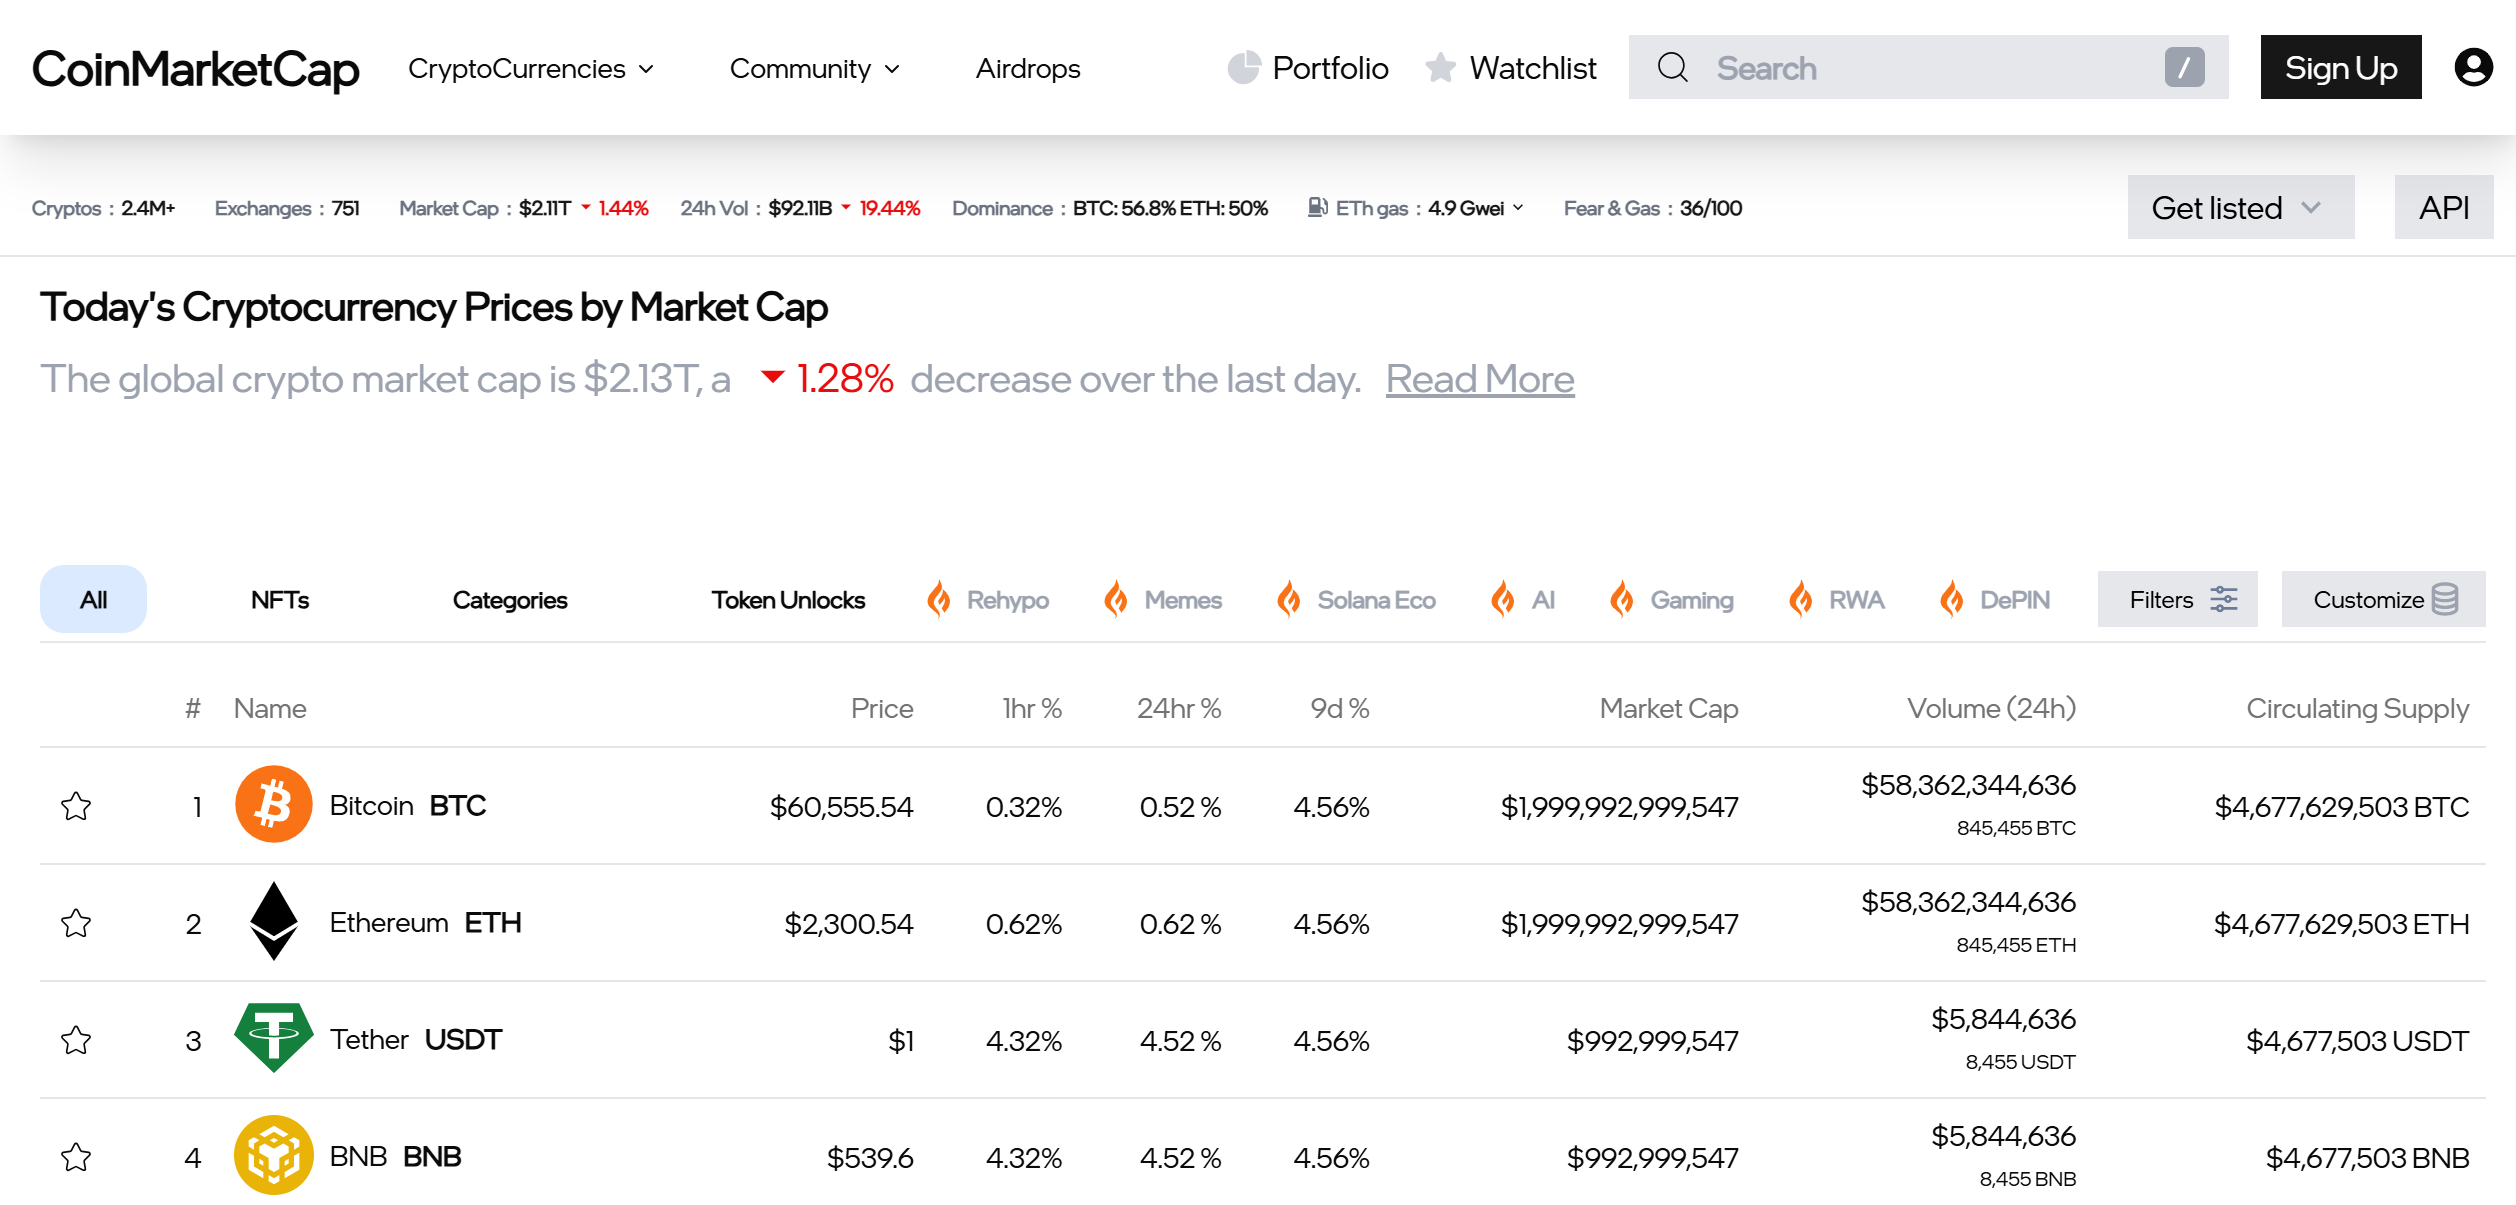 CoinMarketCap CryptoCurrencies Community Airdrops Portfolio Watchlist Search / Sign Up
Cryptos : 2.4M+ Exchanges : 751 Market Cap : $2.11T 1.44% 24h Vol : $92.11B 19.44% Dominance : BTC: 56.8% ETH: 50% ETh gas : 4.9 Gwei Fear & Gas : 36/100 Get listed API
Today's Cryptocurrency Prices by Market Cap
The global crypto market cap is $2.13T, a 1.28% decrease over the last day. Read More
All NFTs Categories Token Unlocks Rehypo Memes Solana Eco AI Gaming RWA DePIN Filters Customize
# Name Price 1hr % 24hr % 9d % Market Cap Volume (24h) Circulating Supply
1 Bitcoin BTC $60,555.54 0.32% 0.52 % 4.56% $1,999,992,999,547 $58,362,344,636 $4,677,629,503 BTC
845,455 BTC
2 Ethereum ETH $2,300.54 0.62% 0.62 % 4.56% $1,999,992,999,547 $58,362,344,636 $4,677,629,503 ETH
845,455 ETH
3 Tether USDT $1 4.32% 4.52 % 4.56% $992,999,547 $5,844,636 $4,677,503 USDT
8,455 USDT
4 BNB BNB $539.6 4.32% 4.52 % 4.56% $992,999,547 $5,844,636 $4,677,503 BNB
8,455 BNB